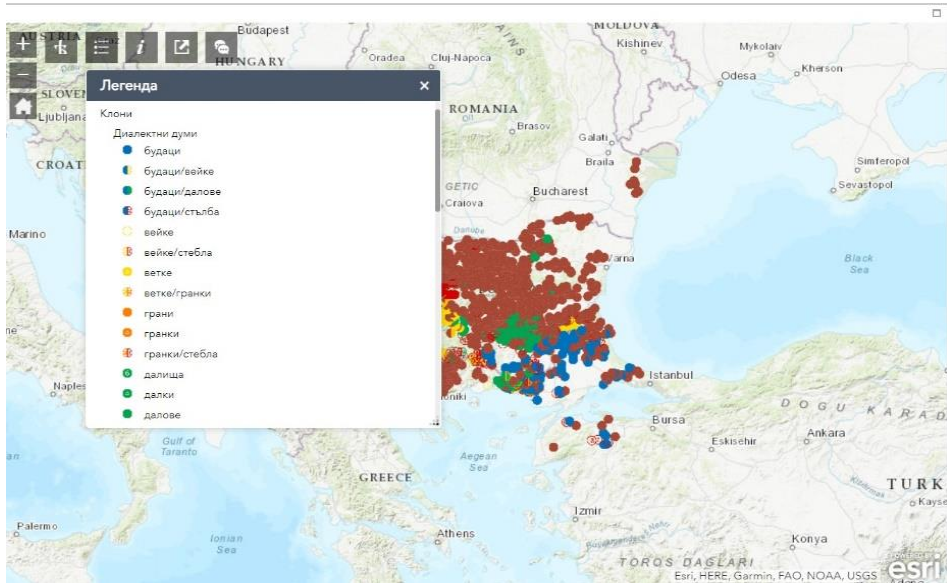 MOLDOVA
Budapest
Kishinev
Mykolaiv
HUNGARY
Oradea
Cluj-Napoca
Odesa
Kherson
Легенда
Ljubljana
Клони
Диалектни думи
будаци
будаци/вейке
будаци/далове
будаци/стълба
вейке
вейке/стебла
ветке
ветке/гранки
грани
гранки
гранки/стебла
далища
далки
далове
ROMANIA
Brasov
Galati
Braila
Simferopol
Sevastopol
GETIC
Craiova
Bucharest
Danube
Marino
Black
Sea
Istanbul
Naples
Bursa
DOGU KARAD
Eskisehir
Ankara
Gulf of
Taranto
Aegean
Sea
GREECE
TURK
Kayse
Izmir
Palermo
Ionian
Sea
Athens
Konya
TOROS DAGLARI
POWERED BY
esri
Esri, HERE, Garmin, FAO, NOAA, USGS